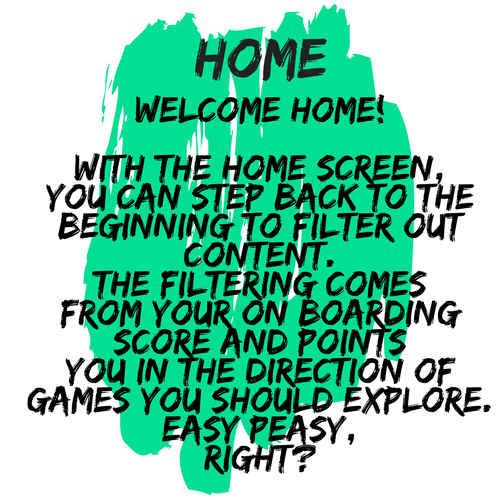 HOME
WELCOME HOME!
WITH THE HOME SCREEN,
YOU CAN STEP BACK TO THE
BEGINNING TO FILTER OUT
CONTENT.
THE FILTERING COMES
FROM YOUR ON BOARDING
SCORE AND POINTS
YOU IN THE DIRECTION OF
GAMES YOU SHOULD EXPLORE.
EASY PEASY,
RIGHT?